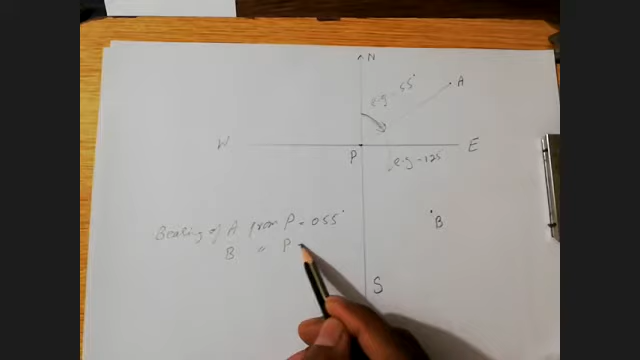 N
e.g - 55°
A
W
P
E
e.g - 125
Bearing of A from P = 055°
B
B " P =
S